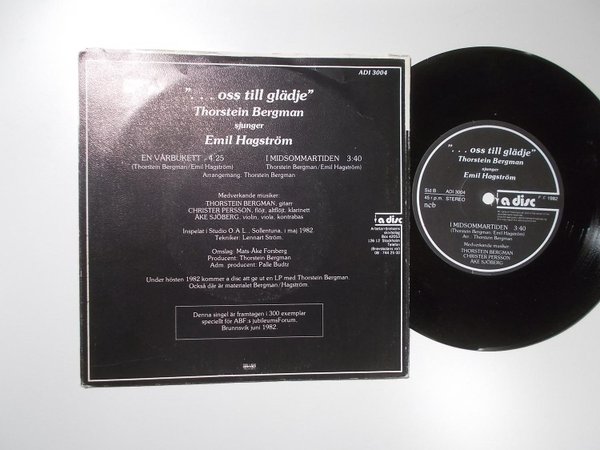 ADI 3004
". . . oss till glädje"
Thorstein Bergman
sjunger
Emil Hagström
EN VÅRBUKETT 4.25
(Thorstein Bergman/Emil Hagström)
I MIDSOMMARTIDEN 3:40
Thorstein Bergman/Emil Hagström)
Arrangemang: Thorstein Bergman
Medverkande musiker:
THORSTEIN BERGMAN, gitarr
CHRISTER PERSSON, flöjt, altflöjt, klarinett
ÅKE SJÖBERG, violin, viola, kontrabas
Inspelat i Studio O.A.L., Sollentuna, i maj 1982
Tekniker: Lennart Ström.
Omslag: Mats-Åke Forsberg
Producent: Thorstein Bergman
Adm. producent: Palle Budtz
a disc
Arbetarrörelsens
Box
Stockholm
Telefon
Under hösten 1982 kommer a disc att ge ut en LP med Thorstein Bergman.
Också där är materialet Bergman/Hagström.
Denna singel är framtagen i 300 exemplar
speciellt för ABF:s jubileumsForum,
Brunnsvik juni 1982.
". . . oss till glädje"
Thorstein Bergman
sjunger
Emil Hagström
Sid B ADI 3004
45 r.p.m. STEREO
ncb
a disc
℗ © 1982
I MIDSOMMARTIDEN 3:40
(Thorstein Bergman/Emil Hagström)
Arr.: Thorstein Bergman
Medverkande musiker:
THORSTEIN BERGMAN
CHRISTER PERSSON
ÅKE SJÖBERG